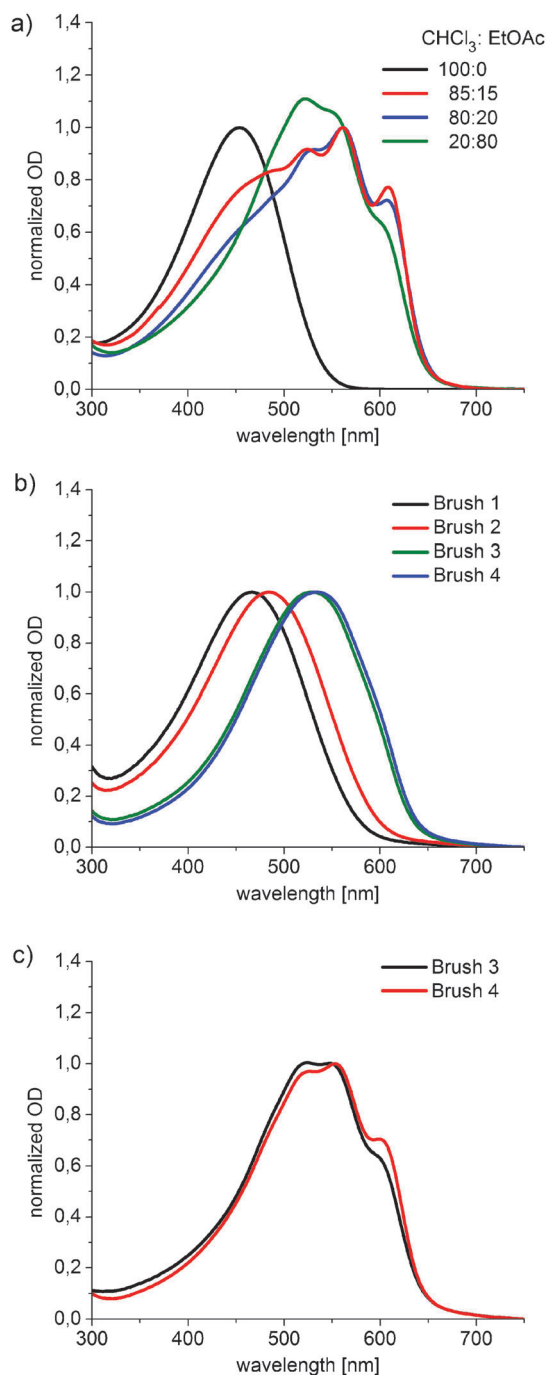 a)
CHCl₃: EtOAc
100:0
85:15
80:20
20:80
1,4
1,2
1,0
0,8
0,6
0,4
0,2
0,0
normalized OD
300 400 500 600 700
wavelength [nm]
b)
Brush 1
Brush 2
Brush 3
Brush 4
1,4
1,2
1,0
0,8
0,6
0,4
0,2
0,0
normalized OD
300 400 500 600 700
wavelength [nm]
c)
Brush 3
Brush 4
1,4
1,2
1,0
0,8
0,6
0,4
0,2
0,0
normalized OD
300 400 500 600 700
wavelength [nm]